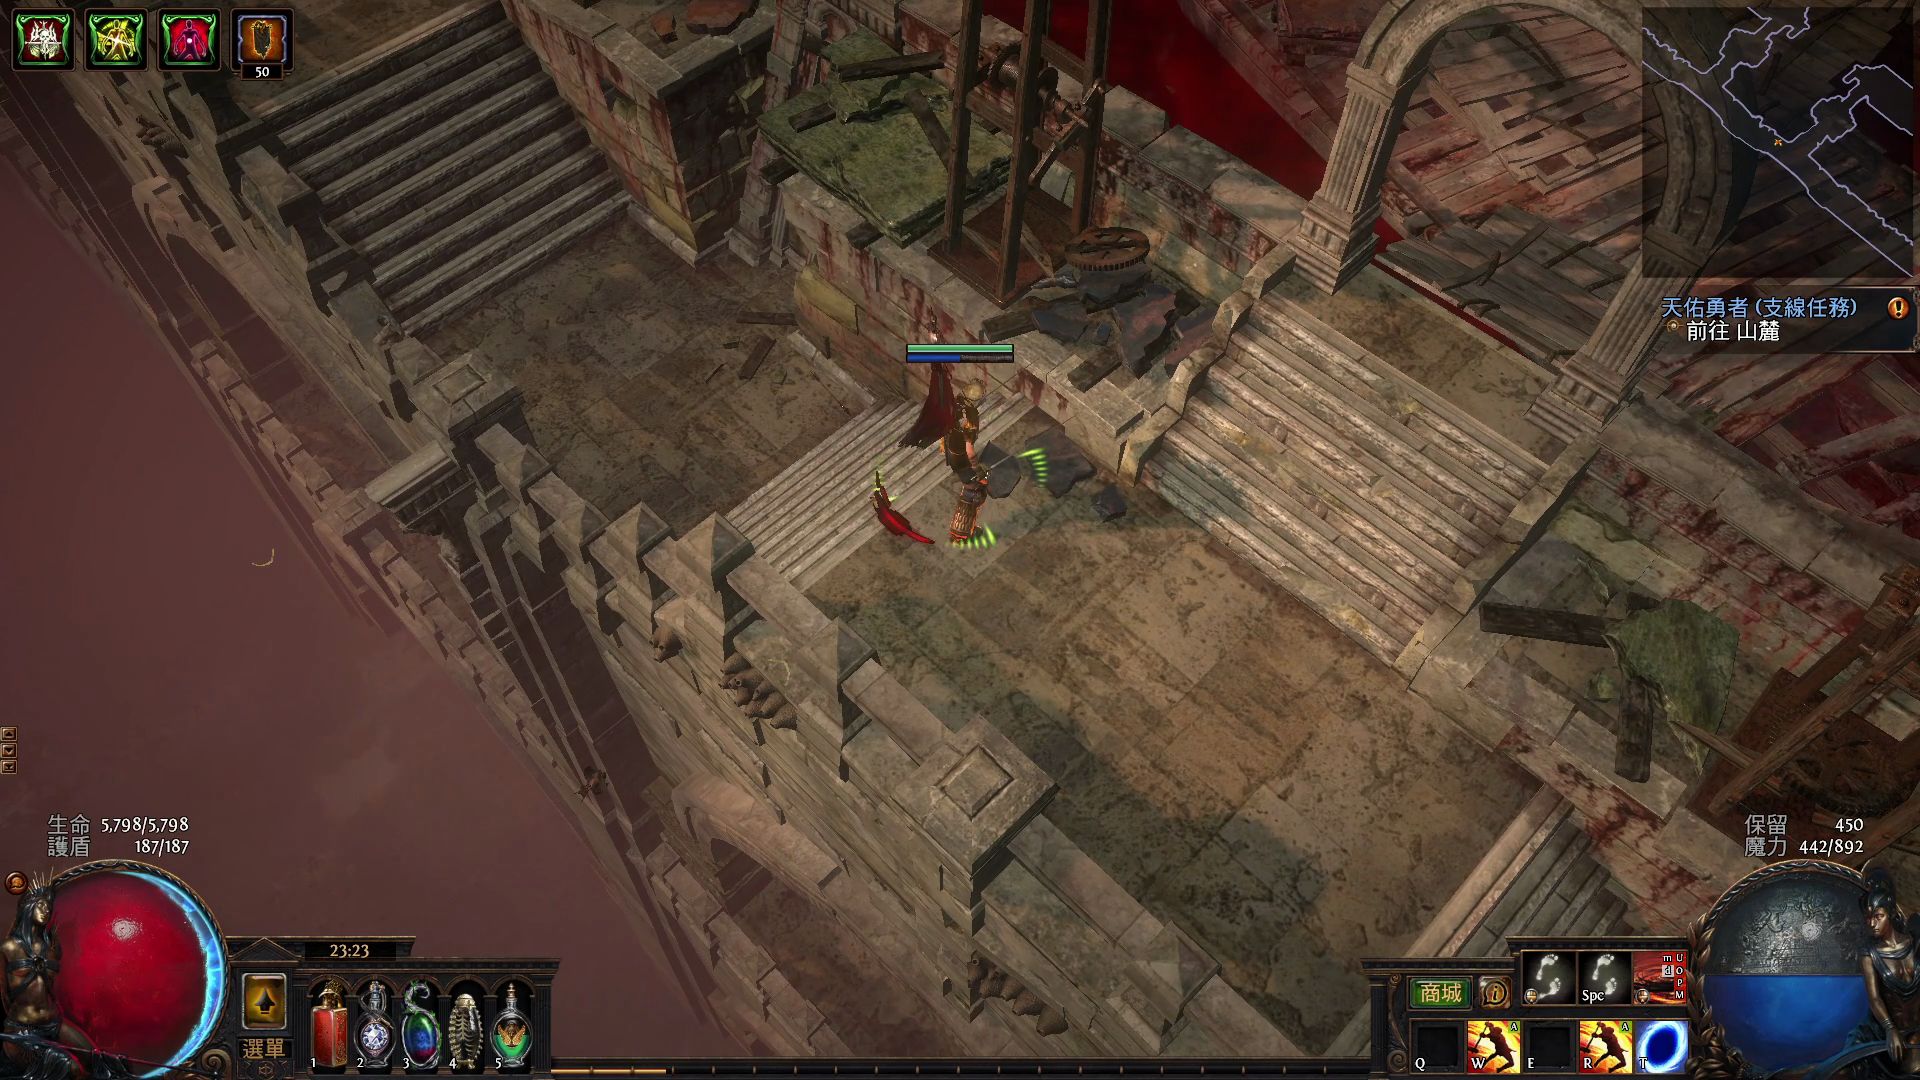 50
天佑勇者 (支線任務)
前往 山麓
生命 5,798/5,798
護盾 187/187
保留 450
魔力 442/892
23:23
選單
1 2 3 4 5
商城
Spc
m U
d O
P
M
Q W A E R A T